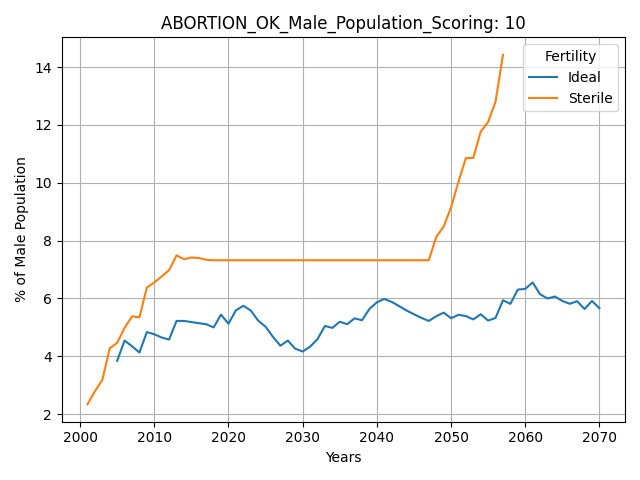 ABORTION_OK_Male_Population_Scoring: 10
Fertility
Ideal
Sterile
% of Male Population
14
12
10
8
6
4
2
2000 2010 2020 2030 2040 2050 2060 2070
Years